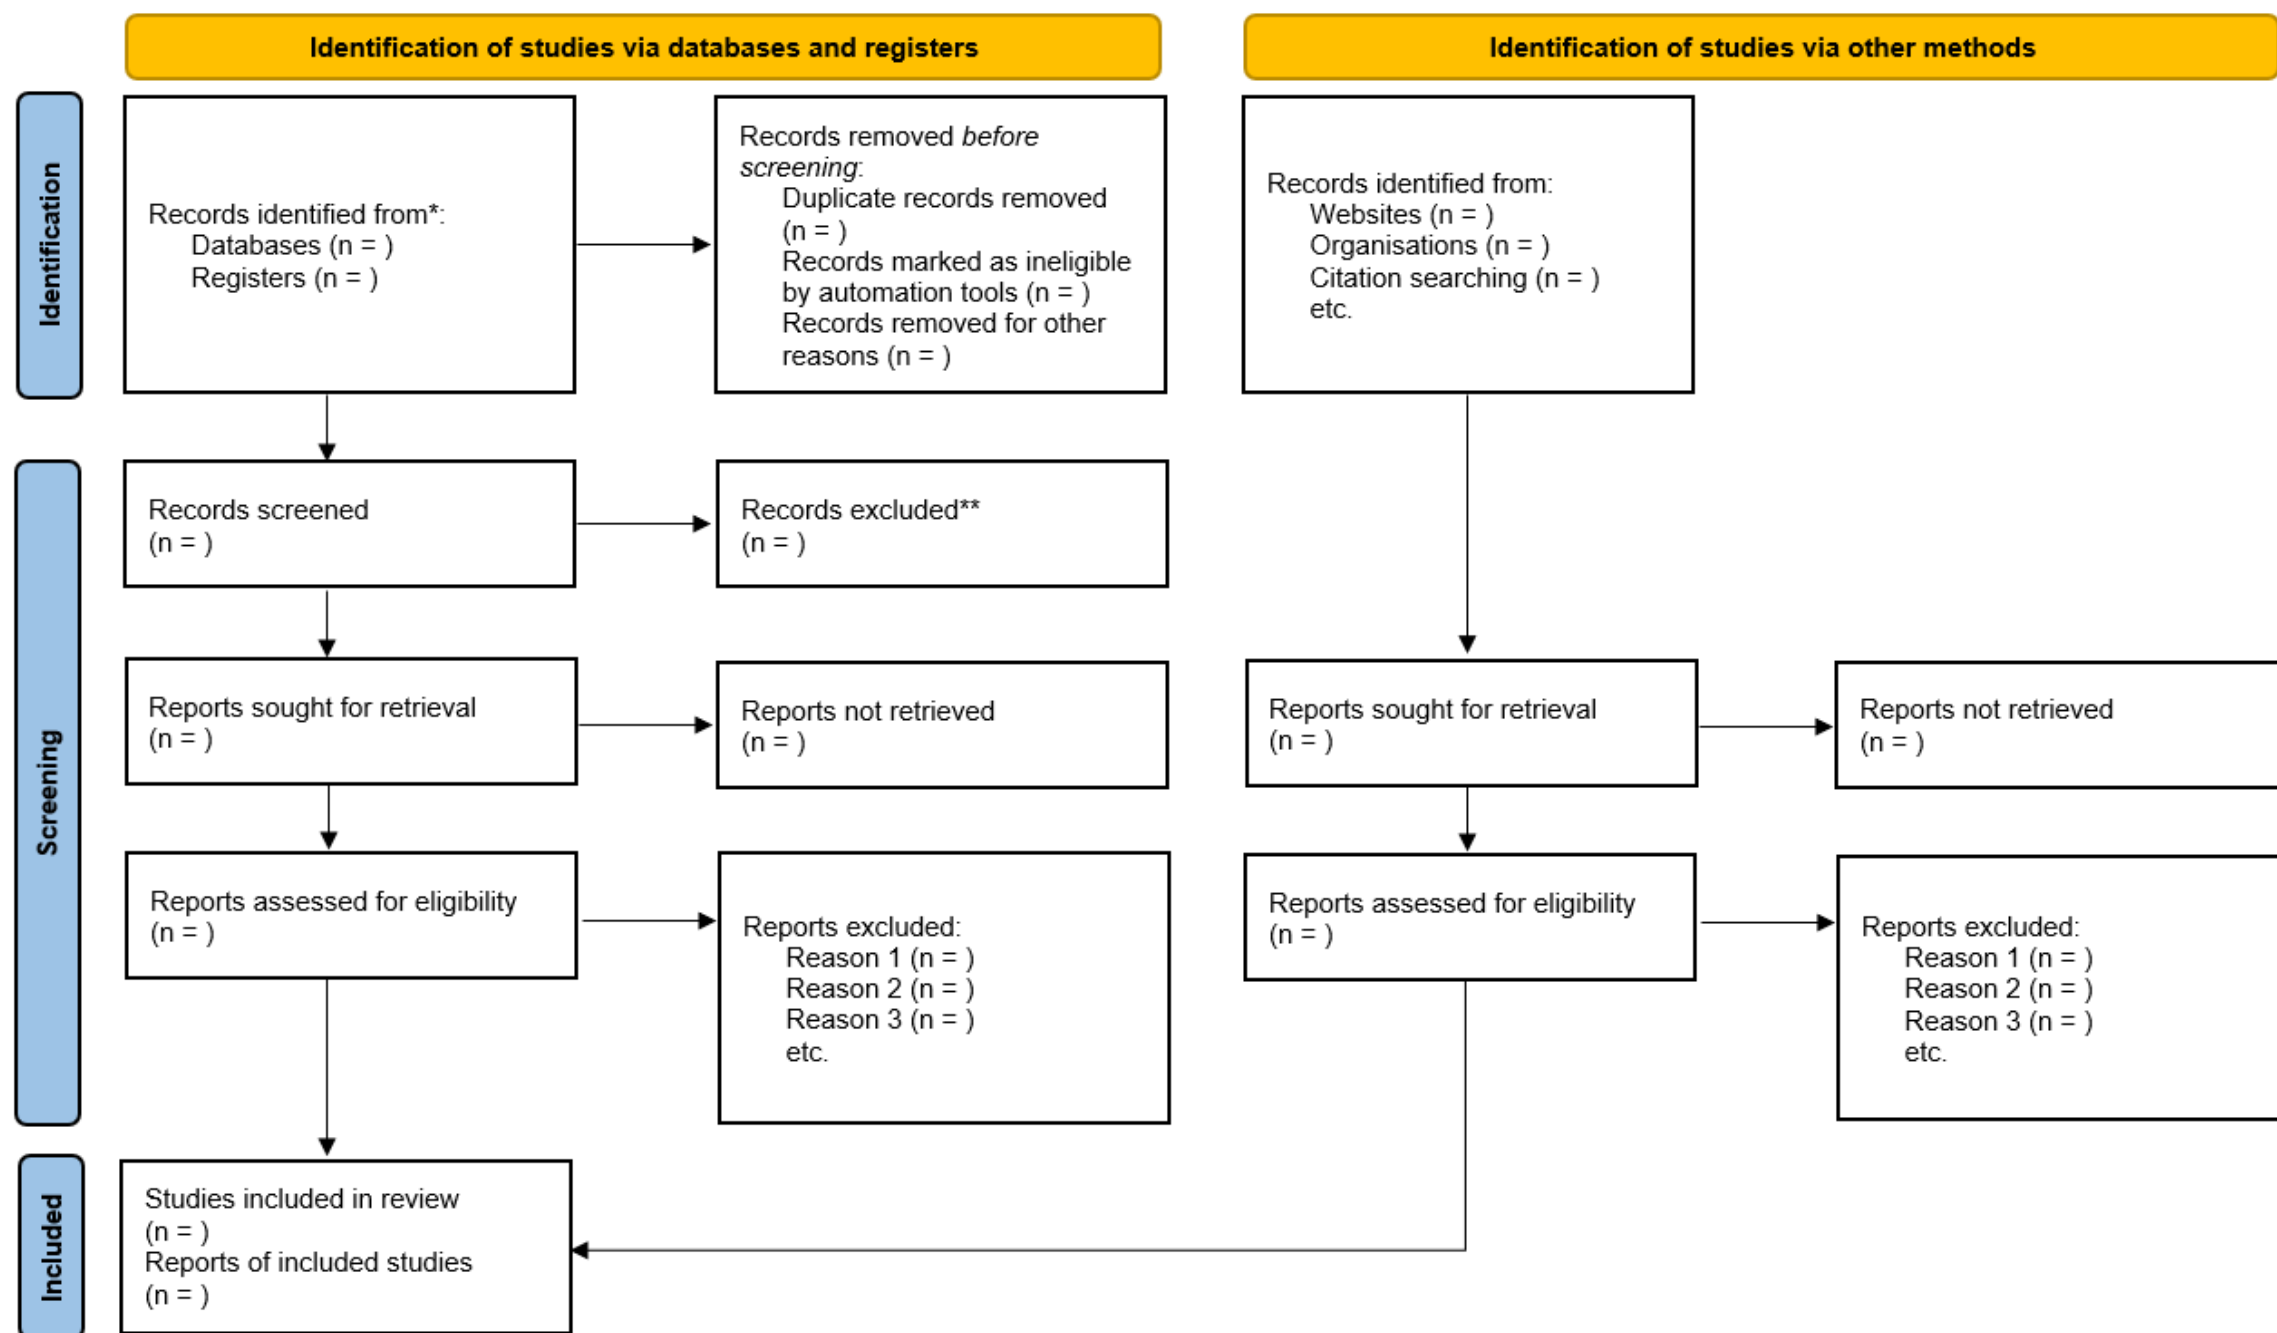 Identification of studies via databases and registers
Identification of studies via other methods
Identification
Records identified from*:
Databases (n = )
Registers (n = )
Records removed before
screening:
Duplicate records removed
(n = )
Records marked as ineligible
by automation tools (n = )
Records removed for other
reasons (n = )
Records identified from:
Websites (n = )
Organisations (n = )
Citation searching (n = )
etc.
Screening
Records screened
(n = )
Records excluded**
(n = )
Reports sought for retrieval
(n = )
Reports not retrieved
(n = )
Reports sought for retrieval
(n = )
Reports not retrieved
(n = )
Reports assessed for eligibility
(n = )
Reports excluded:
Reason 1 (n = )
Reason 2 (n = )
Reason 3 (n = )
etc.
Reports assessed for eligibility
(n = )
Reports excluded:
Reason 1 (n = )
Reason 2 (n = )
Reason 3 (n = )
etc.
Included
Studies included in review
(n = )
Reports of included studies
(n = )